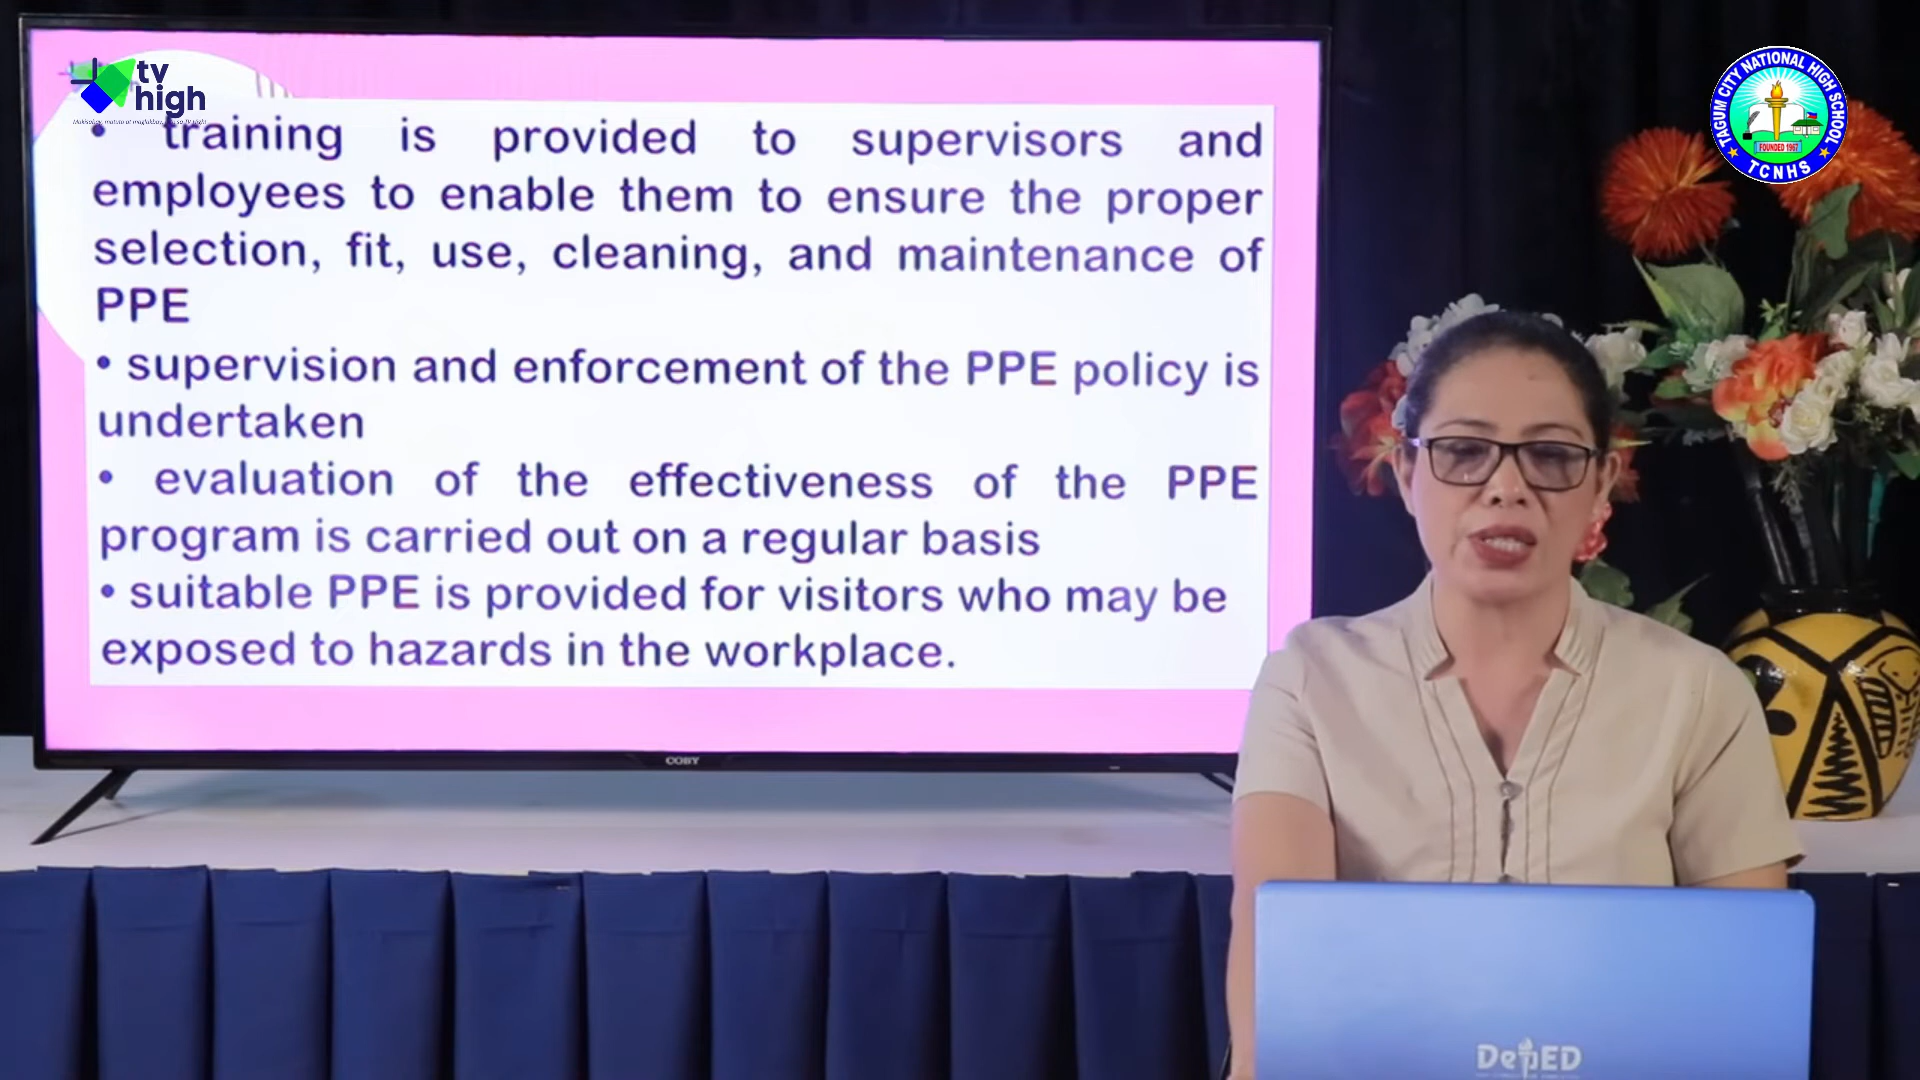 tv
high
• training is provided to supervisors and
employees to enable them to ensure the proper
selection, fit, use, cleaning, and maintenance of
PPE
• supervision and enforcement of the PPE policy is
undertaken
• evaluation of the effectiveness of the PPE
program is carried out on a regular basis
• suitable PPE is provided for visitors who may be
exposed to hazards in the workplace.
COBY
TAGUM CITY NATIONAL HIGH SCHOOL
FOUNDED 1967
TCNHS
DepED